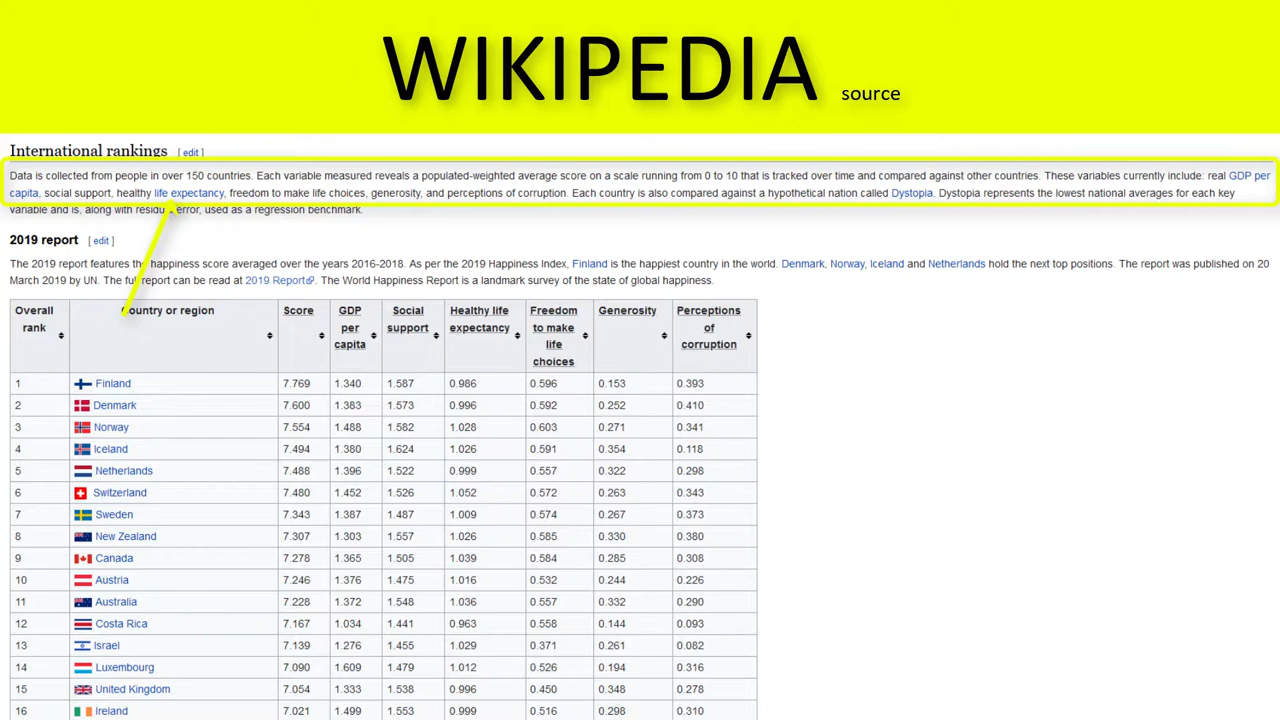 WIKIPEDIA source
International rankings [ edit ]
Data is collected from people in over 150 countries. Each variable measured reveals a populated-weighted average score on a scale running from 0 to 10 that is tracked over time and compared against other countries. These variables currently include: real GDP per
capita, social support, healthy life expectancy, freedom to make life choices, generosity, and perceptions of corruption. Each country is also compared against a hypothetical nation called Dystopia. Dystopia represents the lowest national averages for each key
variable and is, along with residual error, used as a regression benchmark.
2019 report [ edit ]
The 2019 report features the happiness score averaged over the years 2016-2018. As per the 2019 Happiness Index, Finland is the happiest country in the world. Denmark, Norway, Iceland and Netherlands hold the next top positions. The report was published on 20
March 2019 by UN. The full report can be read at 2019 Report. The World Happiness Report is a landmark survey of the state of global happiness.
Overall rank Country or region Score GDP per capita Social support Healthy life expectancy Freedom to make life choices Generosity Perceptions of corruption
1 Finland 7.769 1.340 1.587 0.986 0.596 0.153 0.393
2 Denmark 7.600 1.383 1.573 0.996 0.592 0.252 0.410
3 Norway 7.554 1.488 1.582 1.028 0.603 0.271 0.341
4 Iceland 7.494 1.380 1.624 1.026 0.591 0.354 0.118
5 Netherlands 7.488 1.396 1.522 0.999 0.557 0.322 0.298
6 Switzerland 7.480 1.452 1.526 1.052 0.572 0.263 0.343
7 Sweden 7.343 1.387 1.487 1.009 0.574 0.267 0.373
8 New Zealand 7.307 1.303 1.557 1.026 0.585 0.330 0.380
9 Canada 7.278 1.365 1.505 1.039 0.584 0.285 0.308
10 Austria 7.246 1.376 1.475 1.016 0.532 0.244 0.226
11 Australia 7.228 1.372 1.548 1.036 0.557 0.332 0.290
12 Costa Rica 7.167 1.034 1.441 0.963 0.558 0.144 0.093
13 Israel 7.139 1.276 1.455 1.029 0.371 0.261 0.082
14 Luxembourg 7.090 1.609 1.479 1.012 0.526 0.194 0.316
15 United Kingdom 7.054 1.333 1.538 0.996 0.450 0.348 0.278
16 Ireland 7.021 1.499 1.553 0.999 0.516 0.298 0.310